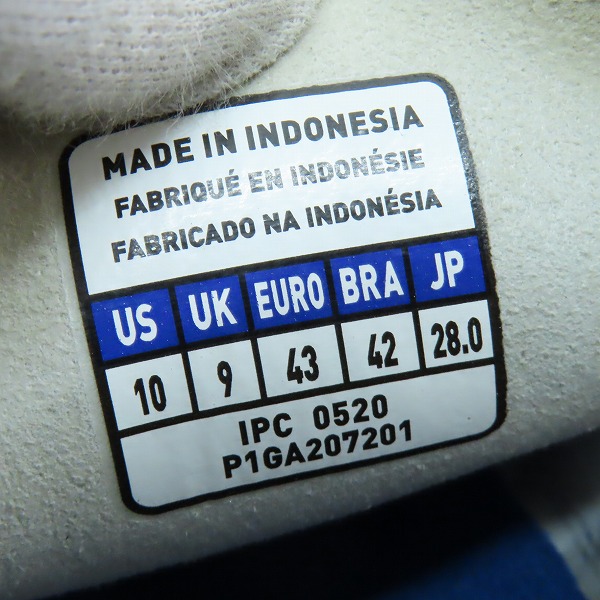 MADE IN INDONESIA
FABRIQUÉ EN INDONÉSIE
FABRICADO NA INDONÉSIA
US UK EURO BRA JP
10 9 43 42 28.0
IPC 0520
P1GA207201